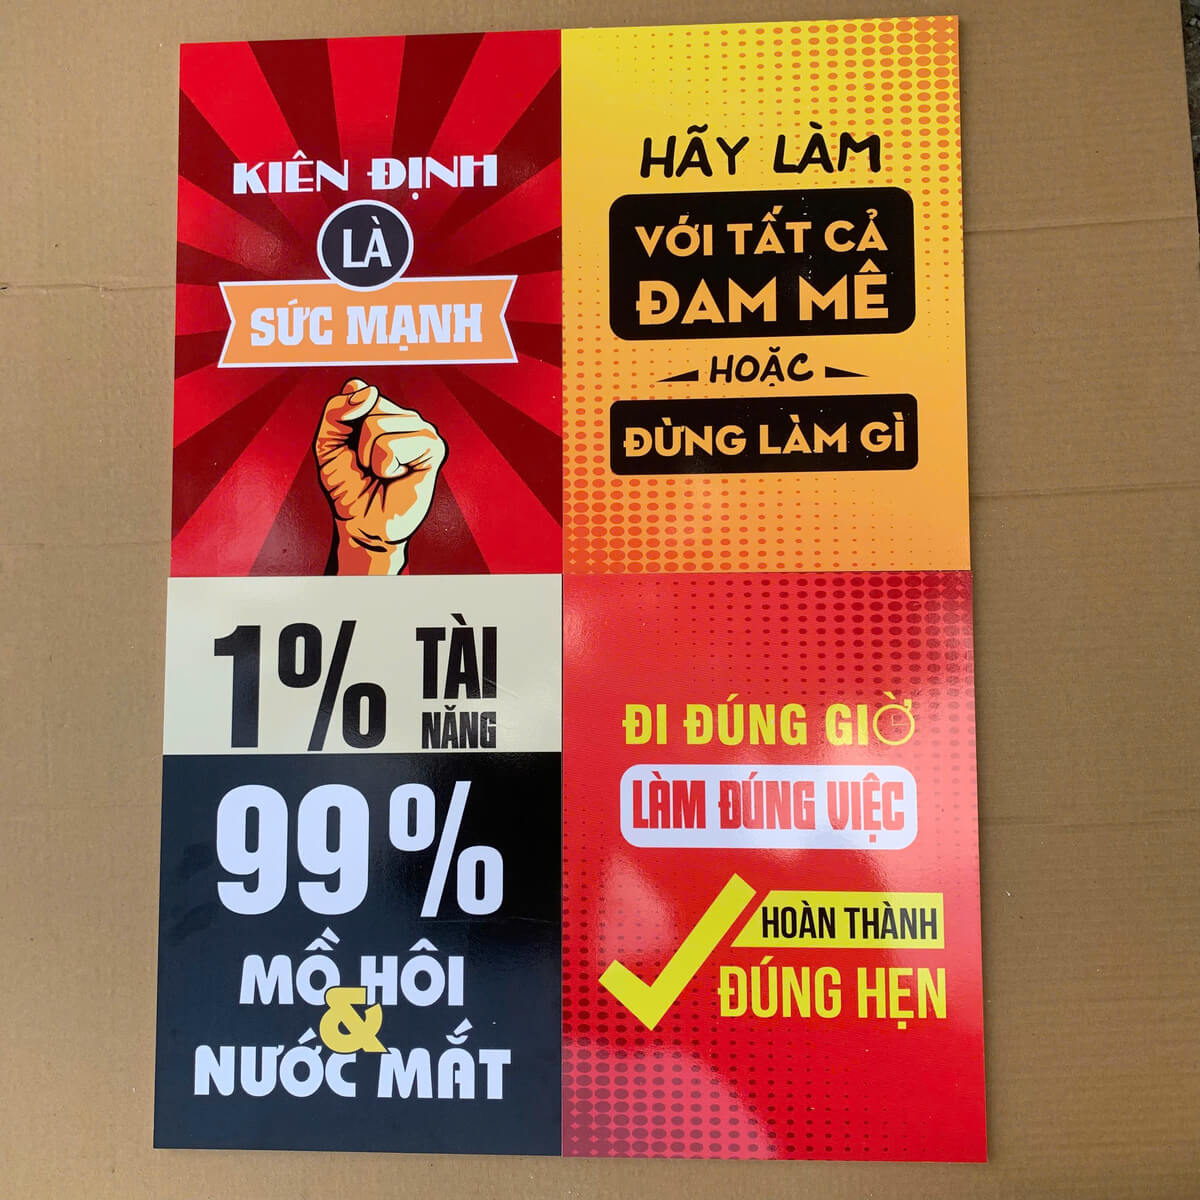 KIÊN ĐỊNH
LÀ
SỨC MẠNH
HÃY LÀM
VỚI TẤT CẢ
ĐAM MÊ
HOẶC
ĐỪNG LÀM GÌ
1% TÀI
NĂNG
99%
MỒ HÔI
&
NƯỚC MẮT
ĐI ĐÚNG GIỜ
LÀM ĐÚNG VIỆC
HOÀN THÀNH
ĐÚNG HẸN